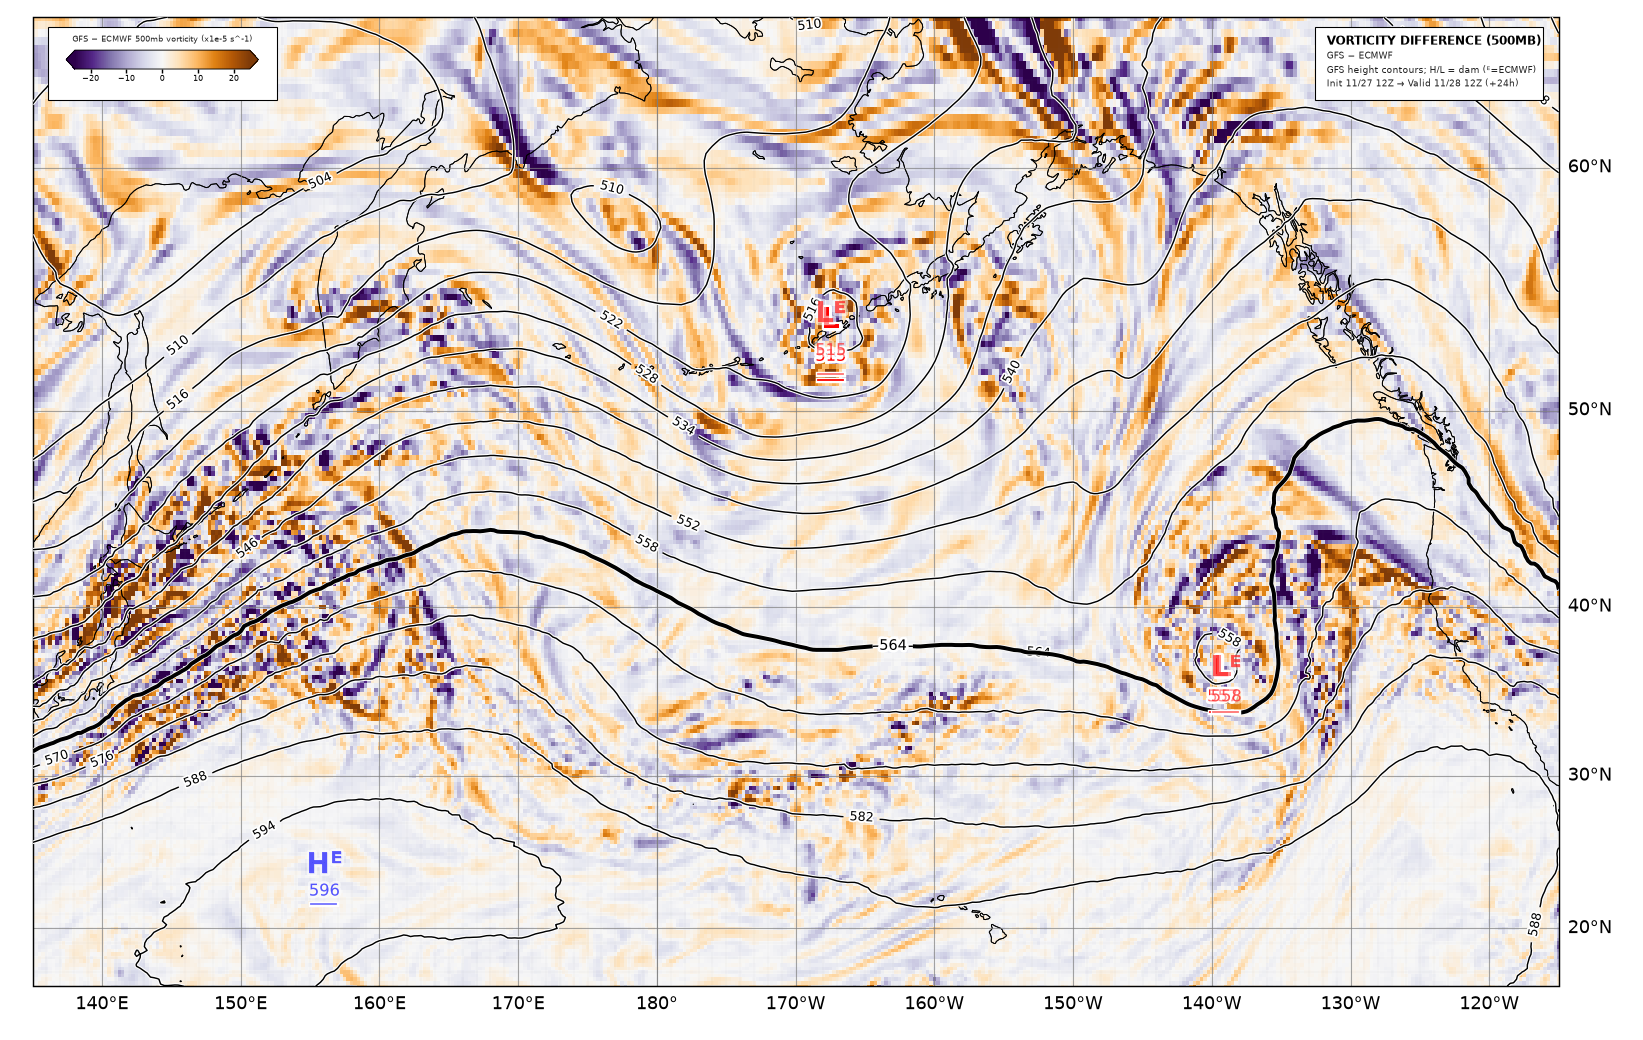 GFS − ECMWF 500mb vorticity (x1e-5 s^-1)
−20 −10 0 10 20
VORTICITY DIFFERENCE (500MB)
GFS − ECMWF
GFS height contours; H/L = dam (ᴱ=ECMWF)
Init 11/27 12Z → Valid 11/28 12Z (+24h)
510
8
504
60°N
510
516
522
510
528
540
516
50°N
534
552
546
558
40°N
558
564
564
570
576
588
30°N
582
594
588
20°N
Lᴱ
515
Lᴱ
558
Hᴱ
596
140°E 150°E 160°E 170°E 180° 170°W 160°W 150°W 140°W 130°W 120°W